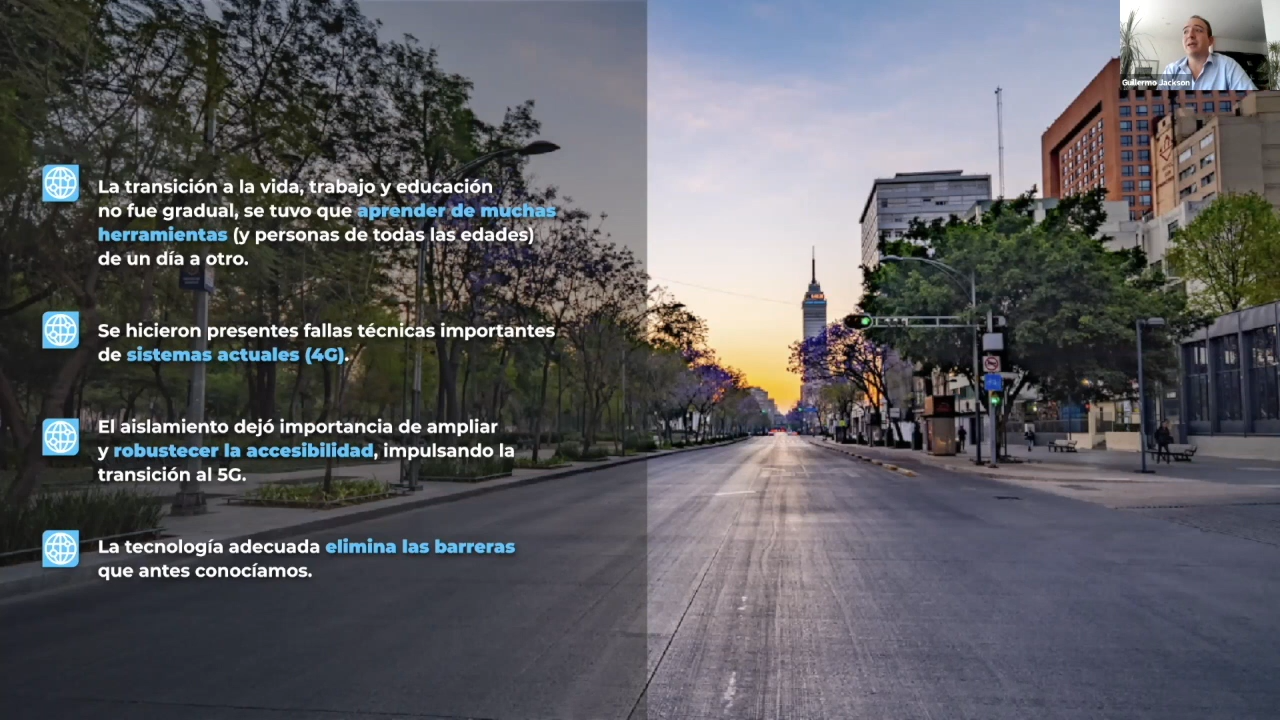 Guillermo Jackson
La transición a la vida, trabajo y educación
no fue gradual, se tuvo que aprender de muchas
herramientas (y personas de todas las edades)
de un día a otro.
Se hicieron presentes fallas técnicas importantes
de sistemas actuales (4G).
El aislamiento dejó importancia de ampliar
y robustecer la accesibilidad, impulsando la
transición al 5G.
La tecnología adecuada elimina las barreras
que antes conocíamos.